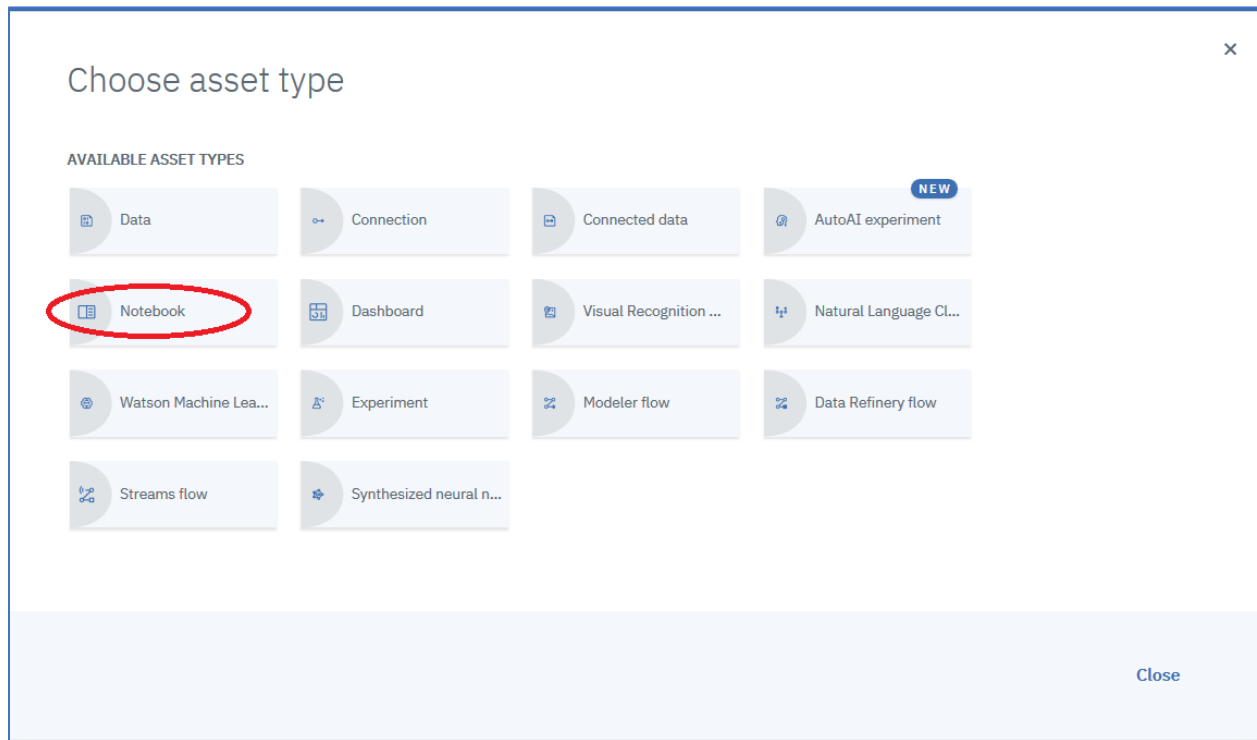 ×
Choose asset type
AVAILABLE ASSET TYPES
NEW
Data
Connection
Connected data
AutoAI experiment
Notebook
Dashboard
Visual Recognition ...
Natural Language Cl...
Watson Machine Lea...
Experiment
Modeler flow
Data Refinery flow
Streams flow
Synthesized neural n...
Close